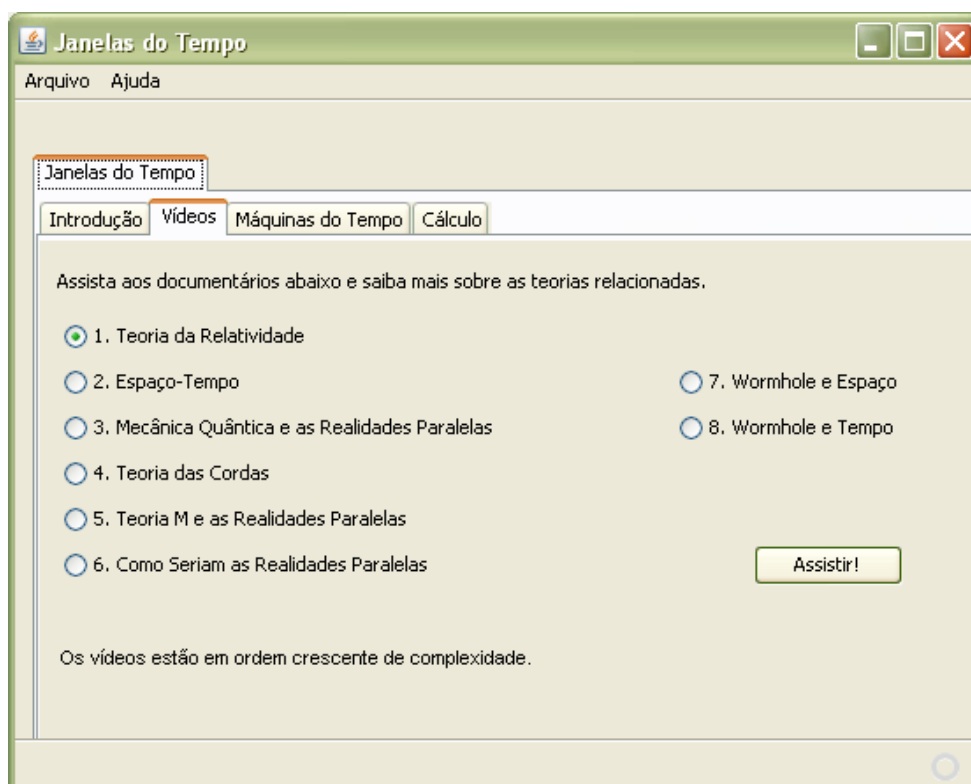 Janelas do Tempo
Arquivo Ajuda
Janelas do Tempo
Introdução Vídeos Máquinas do Tempo Cálculo
Assista aos documentários abaixo e saiba mais sobre as teorias relacionadas.
1. Teoria da Relatividade
2. Espaço-Tempo
3. Mecânica Quântica e as Realidades Paralelas
4. Teoria das Cordas
5. Teoria M e as Realidades Paralelas
6. Como Seriam as Realidades Paralelas
7. Wormhole e Espaço
8. Wormhole e Tempo
Assistir!
Os vídeos estão em ordem crescente de complexidade.